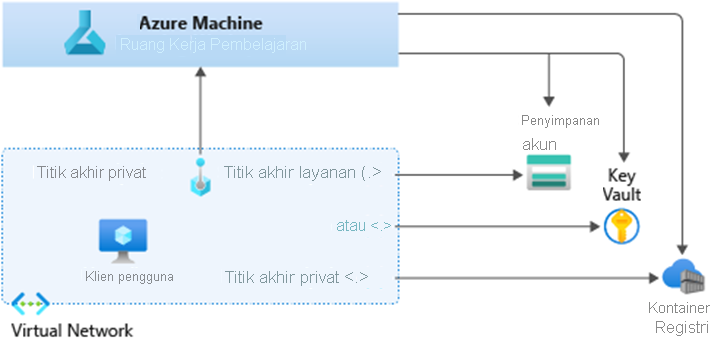 Azure Machine
Ruang Kerja Pembelajaran
Penyimpanan
akun
Key
Vault
Titik akhir privat
Titik akhir layanan (.>
atau <.>
Klien pengguna
Titik akhir privat <.>
Kontainer
Registri
Virtual Network